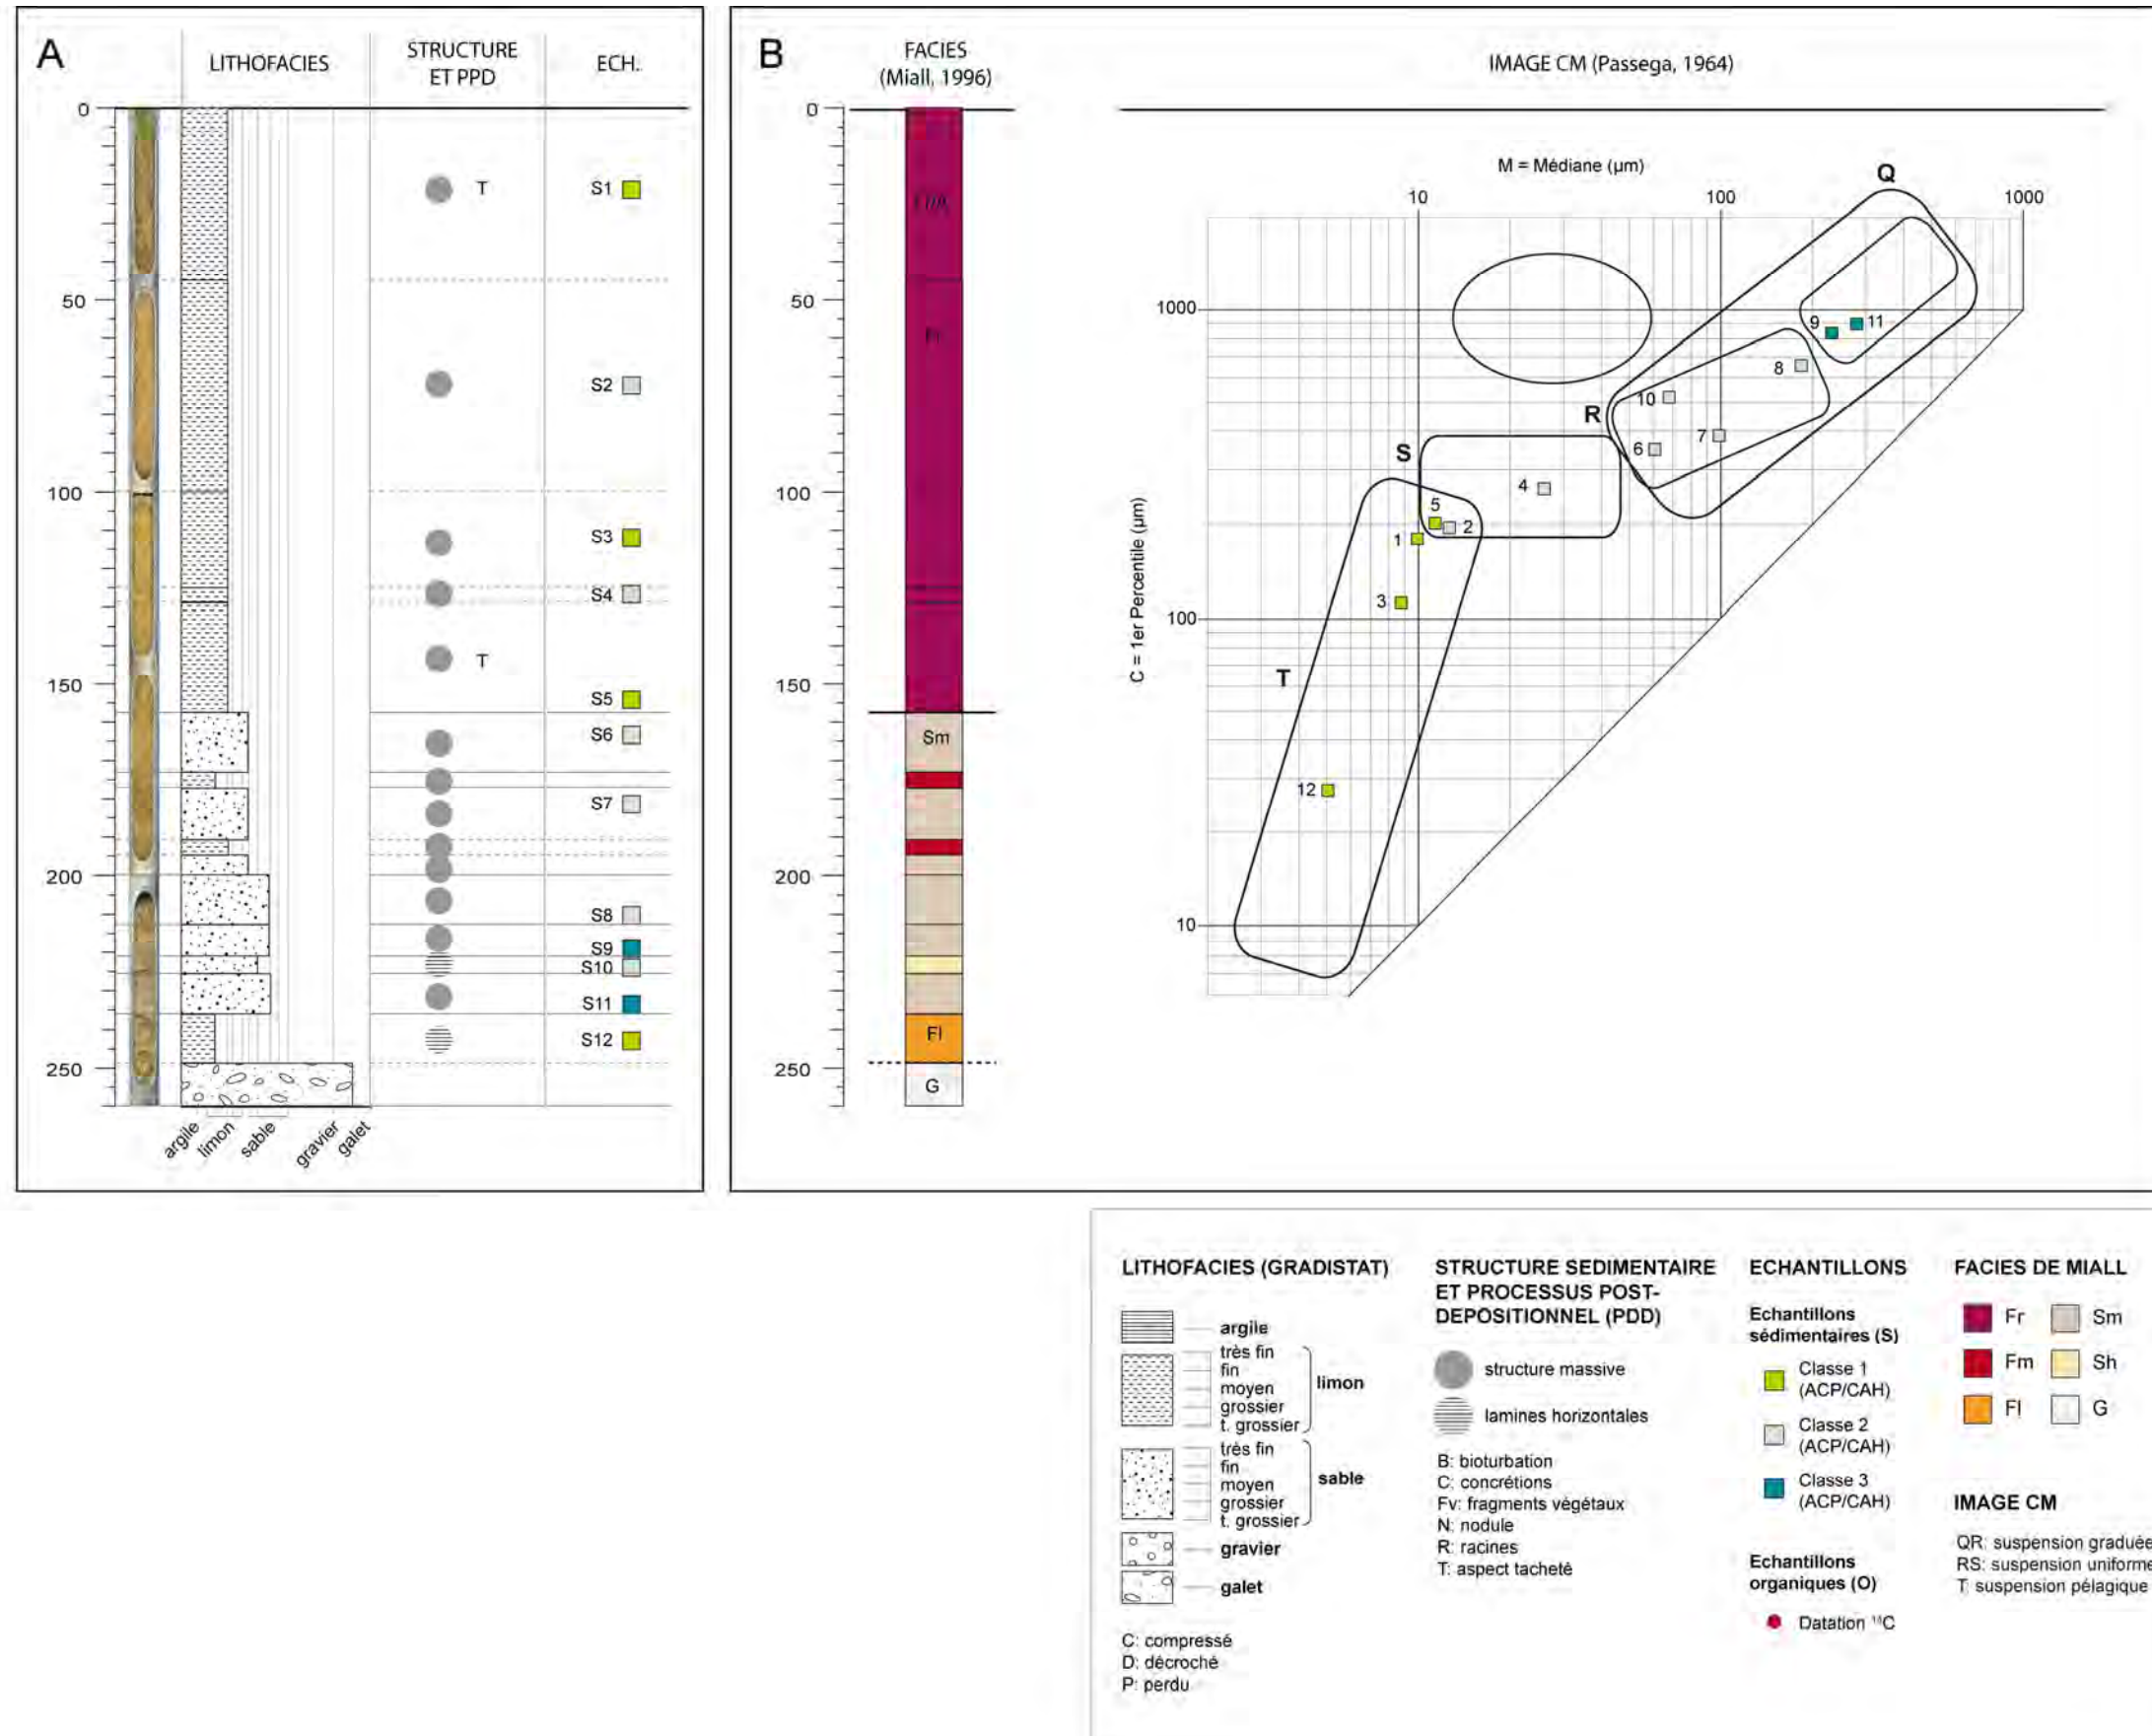 A
LITHOFACIES
STRUCTURE
ET PPD
ECH.
0
50
100
150
200
250
T
T
S1
S2
S3
S4
S5
S6
S7
S8
S9
S10
S11
S12
argile
limon
sable
gravier
galet
B
FACIES
(Miall, 1996)
0
50
100
150
200
250
Sm
Fl
G
IMAGE CM (Passega, 1964)
M = Médiane (µm)
10
100
1000
C = 1er Percentile (µm)
1000
100
10
Q
R
S
T
9
11
8
10
7
6
4
5
2
1
3
12
LITHOFACIES (GRADISTAT)
argile
très fin
fin
moyen
grossier
t. grossier
limon
très fin
fin
moyen
grossier
t. grossier
sable
gravier
galet
C: compressé
D: décroché
P: perdu
STRUCTURE SEDIMENTAIRE
ET PROCESSUS POST-
DEPOSITIONNEL (PDD)
structure massive
lamines horizontales
B: bioturbation
C: concrétions
Fv: fragments végétaux
N: nodule
R: racines
T: aspect tacheté
ECHANTILLONS
Echantillons
sédimentaires (S)
Classe 1
(ACP/CAH)
Classe 2
(ACP/CAH)
Classe 3
(ACP/CAH)
Echantillons
organiques (O)
Datation ¹⁴C
FACIES DE MIALL
Fr
Sm
Fm
Sh
Fl
G
IMAGE CM
QR: suspension graduée
RS: suspension uniforme
T: suspension pélagique